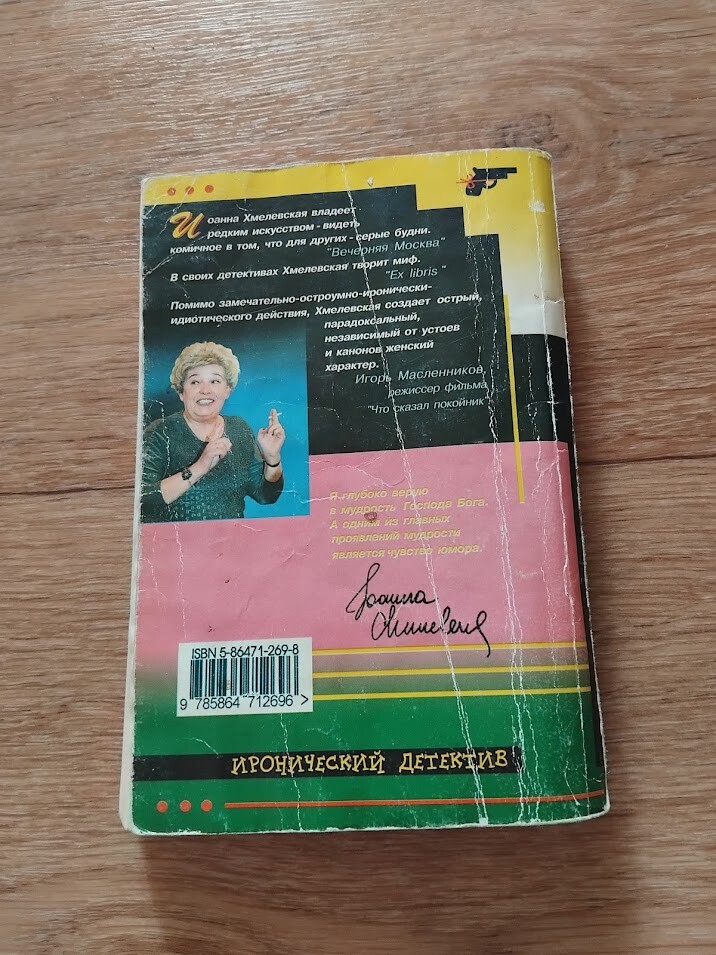 Иоанна Хмелевская владеет
редким искусством - видеть
комичное в том, что для других - серые будни.
"Вечерняя Москва"
В своих детективах Хмелевская творит миф.
"Ex libris"
Помимо замечательно-остроумно-иронически-
идиотического действия, Хмелевская создает острый,
парадоксальный,
независимый от устоев
и канонов женский
характер.
Игорь Масленников,
режиссер фильма
"Что сказал покойник"
Я глубоко верую
в мудрость Господа Бога.
А одним из главных
проявлений мудрости
является чувство юмора.
ISBN 5-86471-269-8
9 785864 712696 >
ИРОНИЧЕСКИЙ ДЕТЕКТИВ